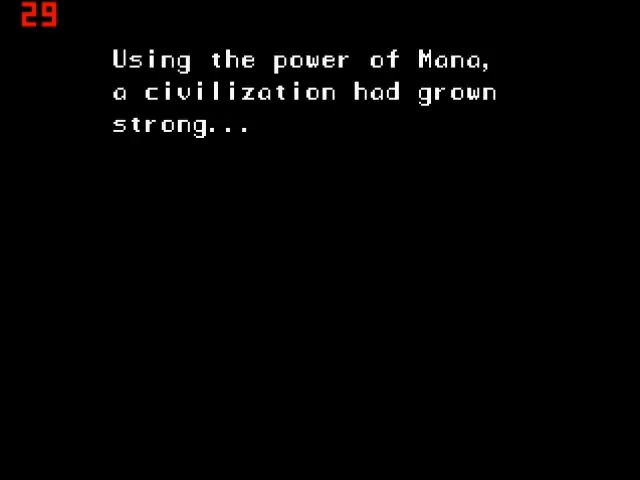 29
Using the power of Mana,
a civilization had grown
strong...